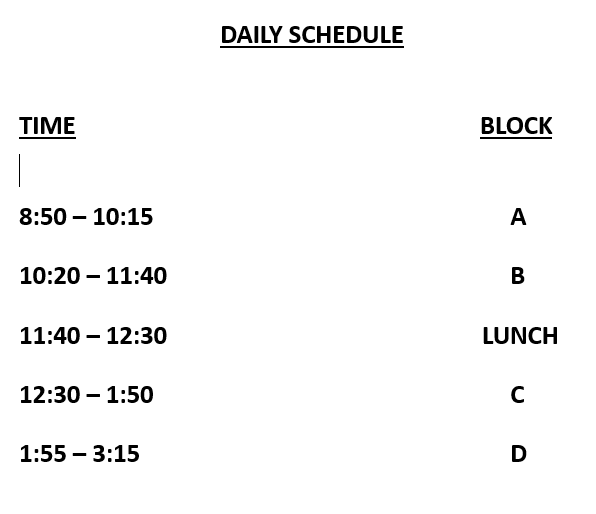 DAILY SCHEDULE
TIME BLOCK
8:50 – 10:15 A
10:20 – 11:40 B
11:40 – 12:30 LUNCH
12:30 – 1:50 C
1:55 – 3:15 D